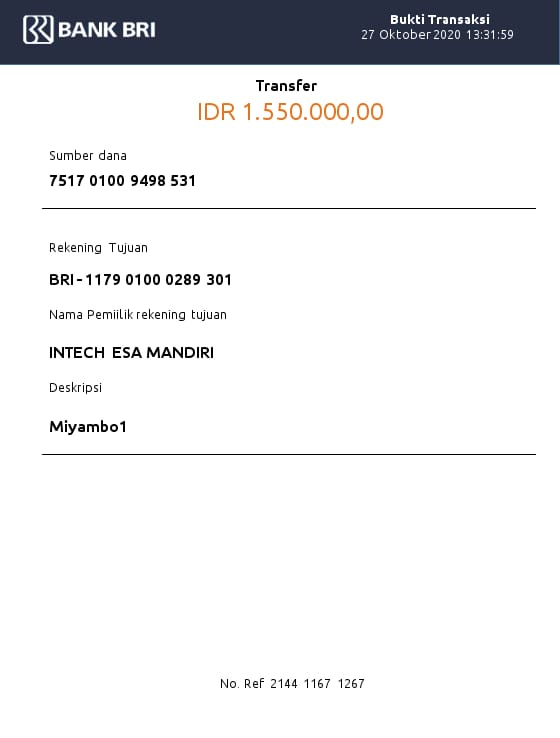 BANK BRI
Bukti Transaksi
27 Oktober 2020 13:31:59
Transfer
IDR 1.550.000,00
Sumber dana
7517 0100 9498 531
Rekening Tujuan
BRI - 1179 0100 0289 301
Nama Pemiilik rekening tujuan
INTECH ESA MANDIRI
Deskripsi
Miyambo1
No. Ref 2144 1167 1267